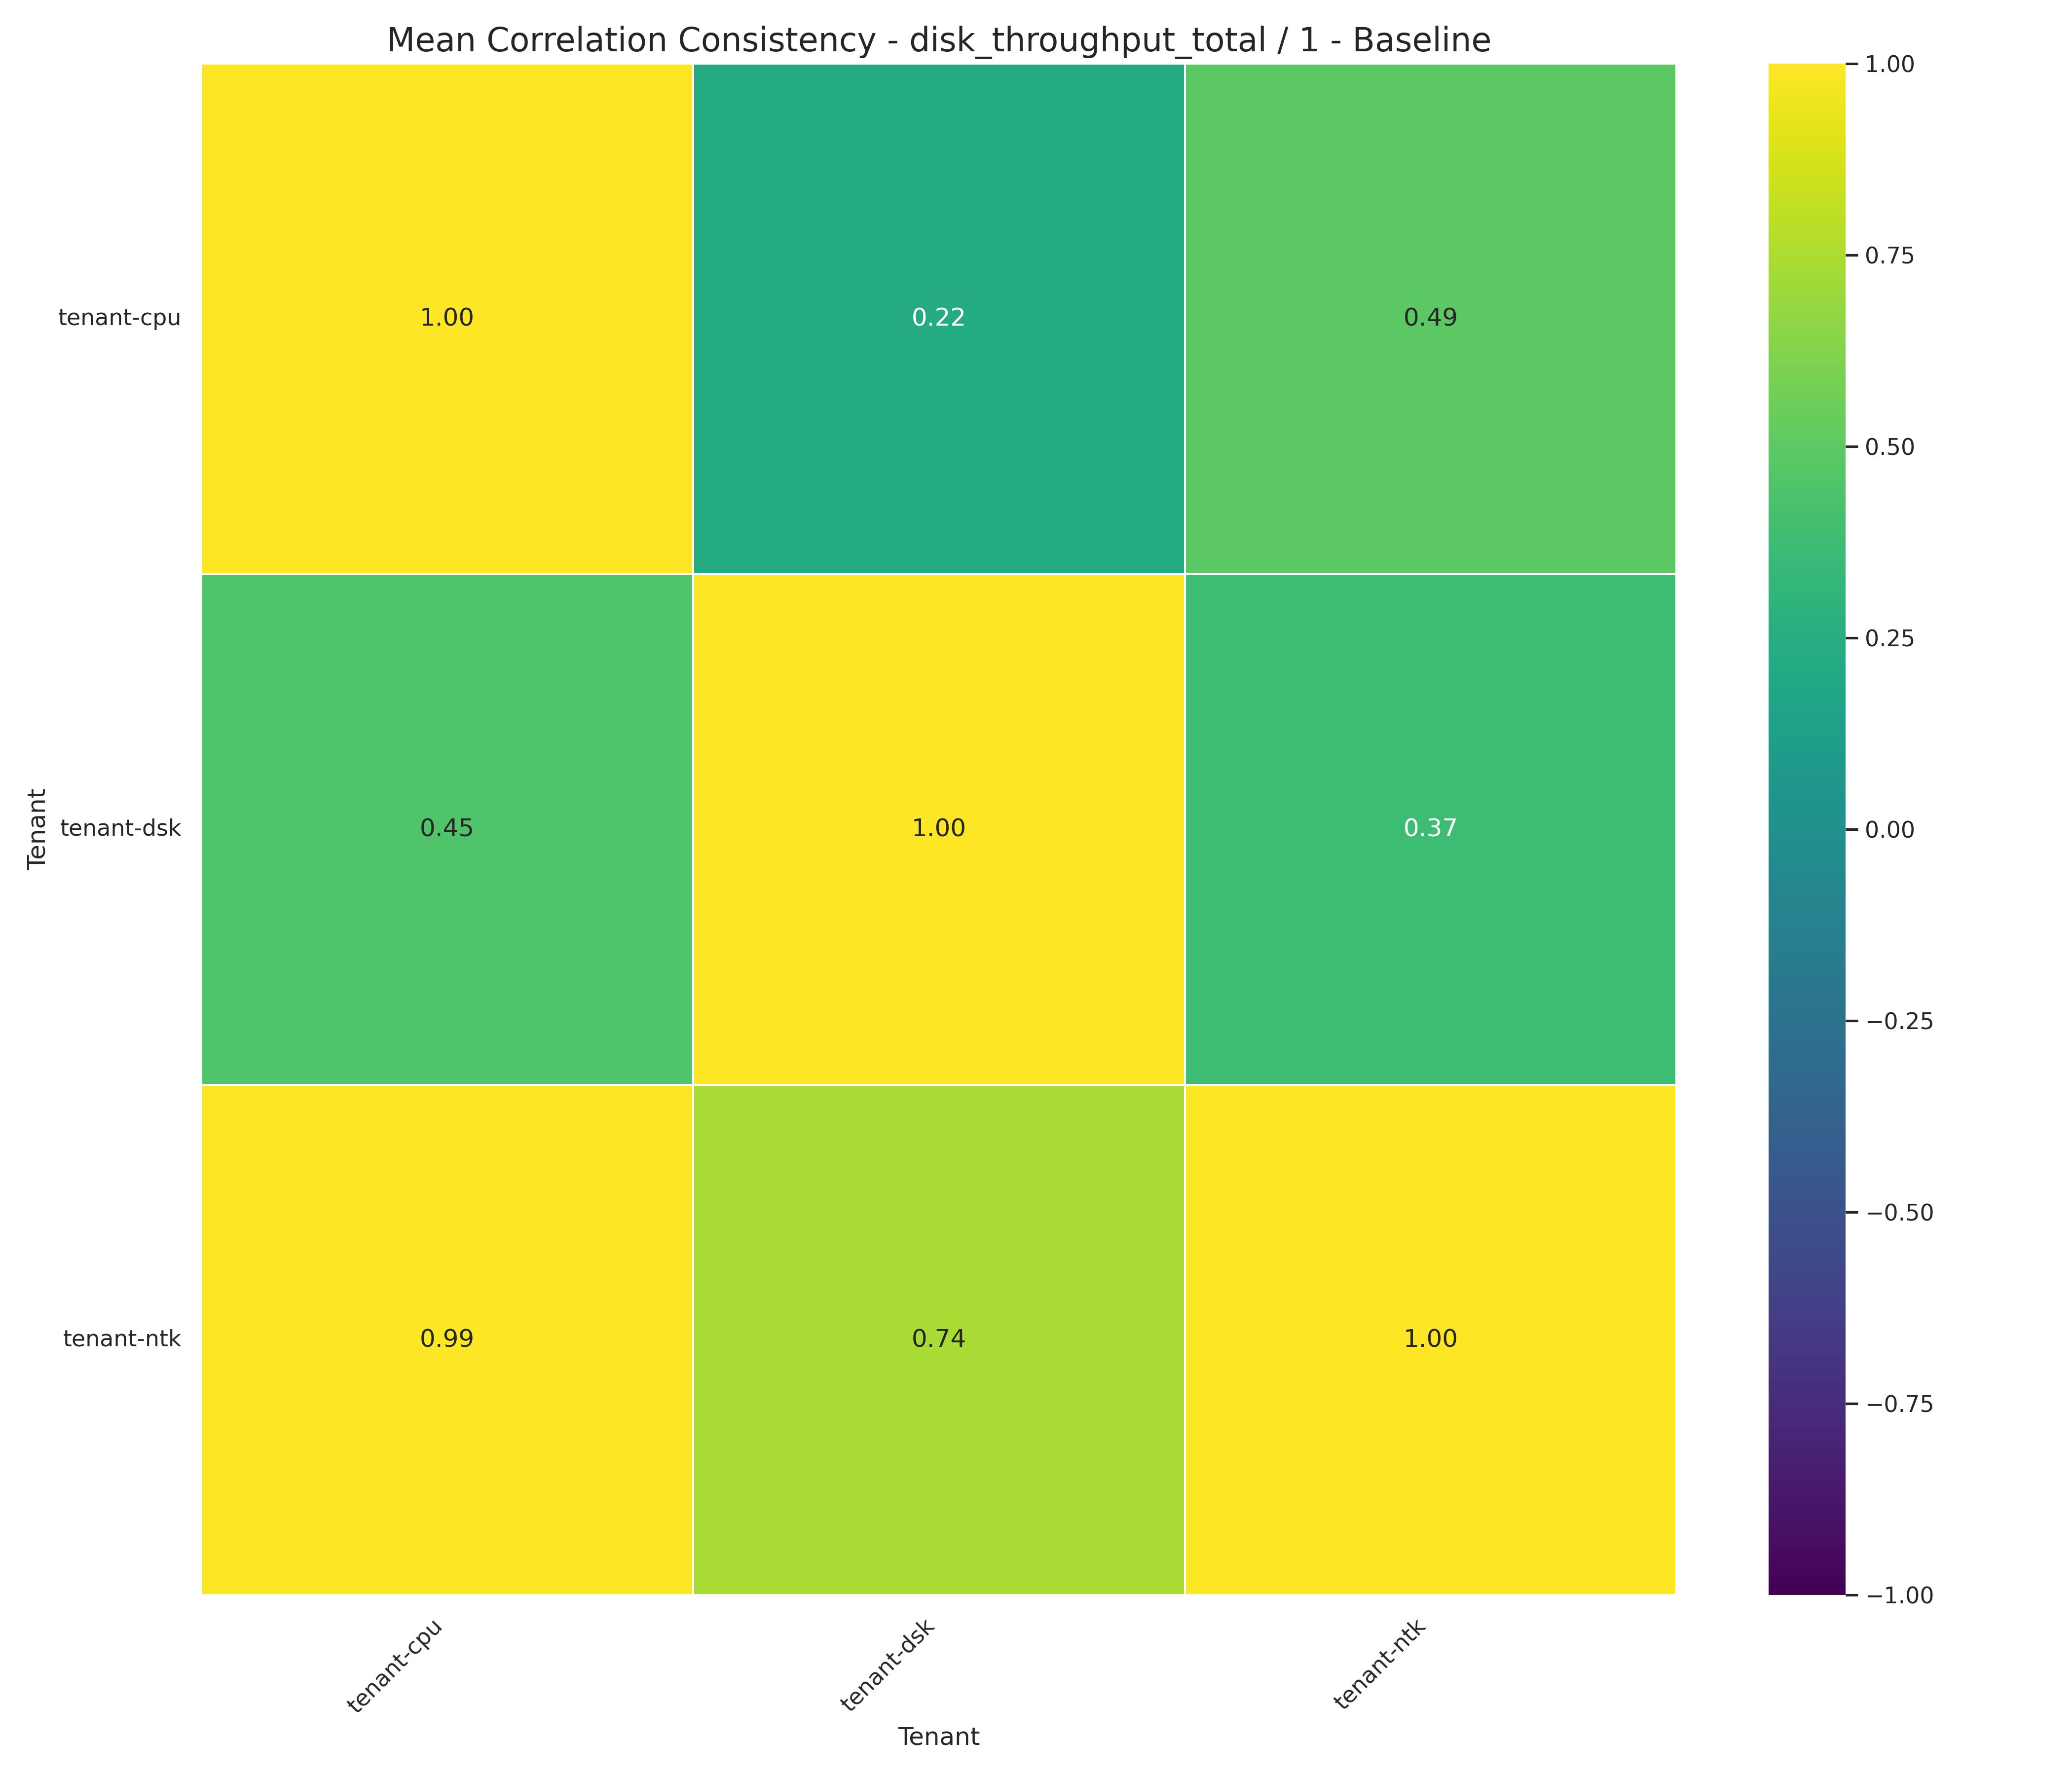 Mean Correlation Consistency - disk_throughput_total / 1 - Baseline
Tenant
tenant-cpu
1.00
0.22
0.49
tenant-dsk
0.45
1.00
0.37
tenant-ntk
0.99
0.74
1.00
tenant-cpu
tenant-dsk
tenant-ntk
Tenant
1.00
0.75
0.50
0.25
0.00
−0.25
−0.50
−0.75
−1.00